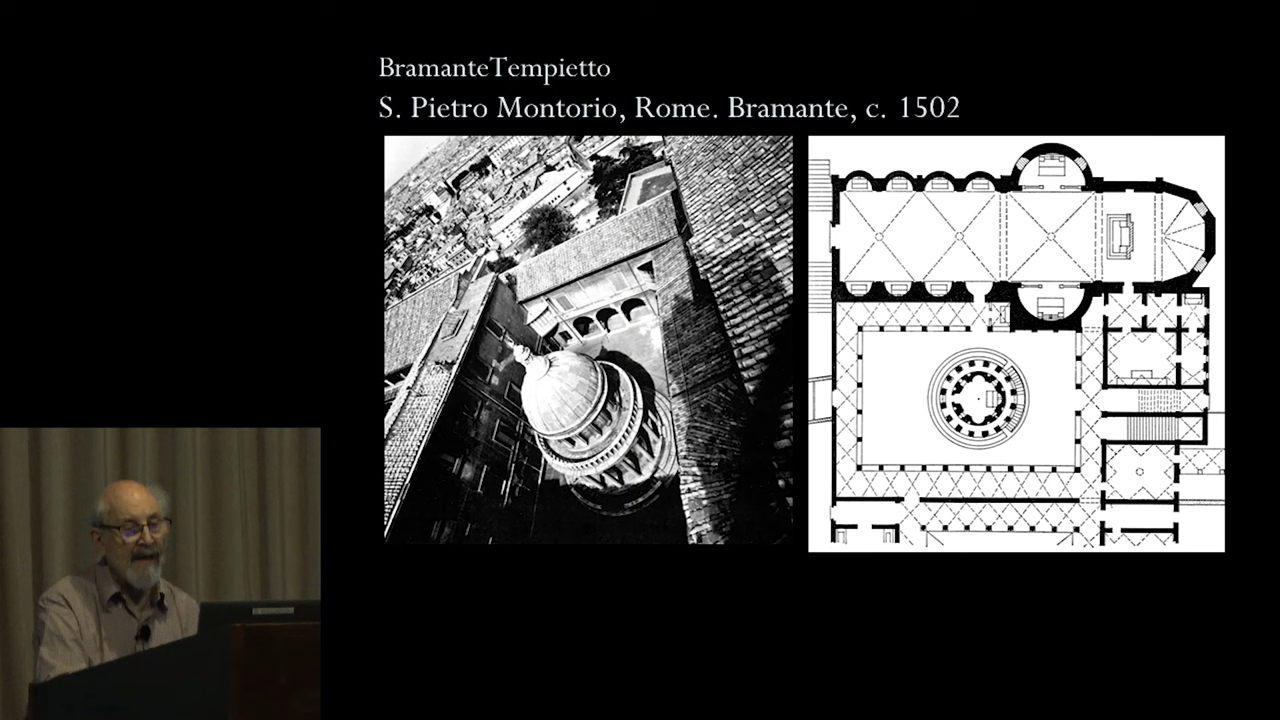 BramanteTempietto
S. Pietro Montorio, Rome. Bramante, c. 1502